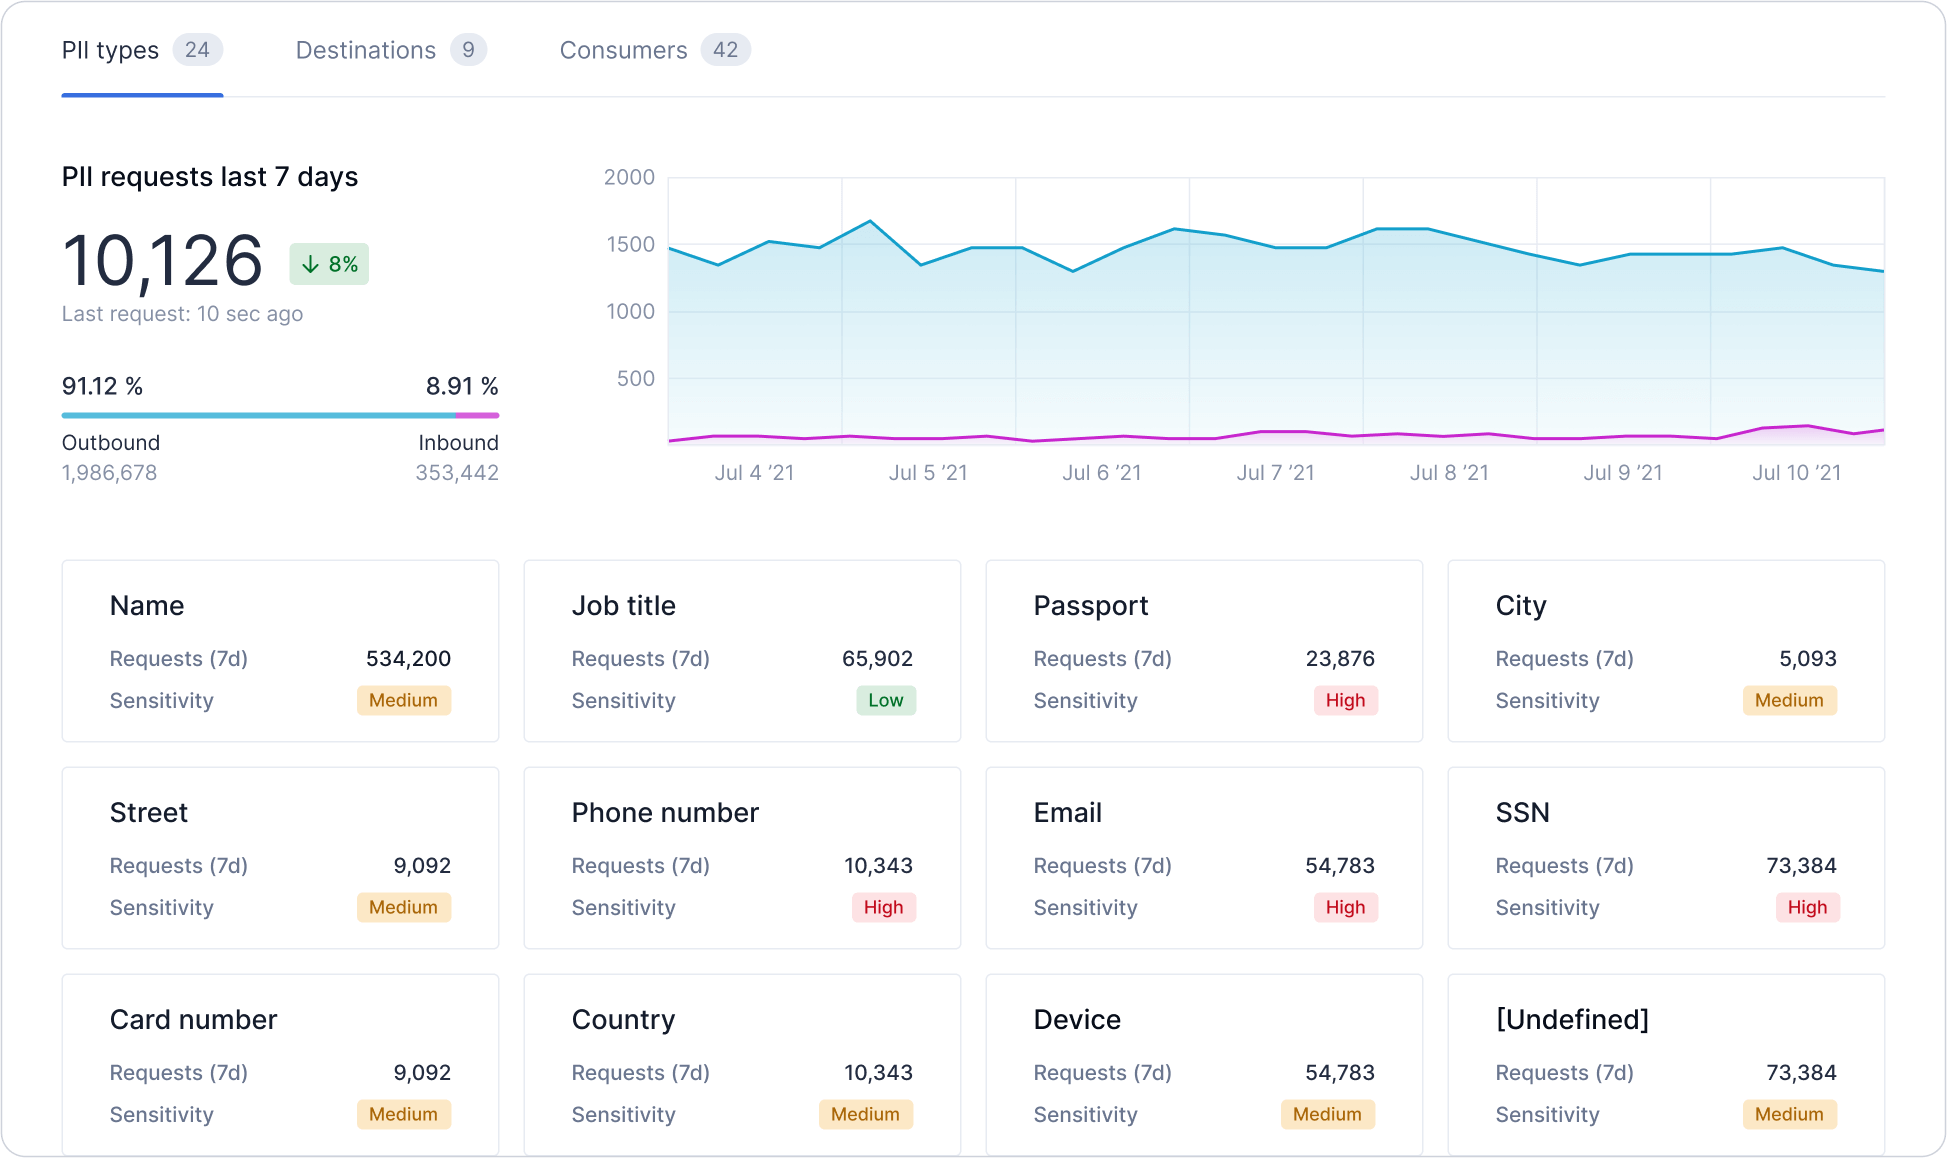 PII types 24 Destinations 9 Consumers 42
PII requests last 7 days
10,126 ↓ 8%
Last request: 10 sec ago
91.12 % 8.91 %
Outbound Inbound
1,986,678 353,442
2000
1500
1000
500
Jul 4 ’21 Jul 5 ’21 Jul 6 ’21 Jul 7 ’21 Jul 8 ’21 Jul 9 ’21 Jul 10 ’21
Name
Requests (7d) 534,200
Sensitivity Medium
Job title
Requests (7d) 65,902
Sensitivity Low
Passport
Requests (7d) 23,876
Sensitivity High
City
Requests (7d) 5,093
Sensitivity Medium
Street
Requests (7d) 9,092
Sensitivity Medium
Phone number
Requests (7d) 10,343
Sensitivity High
Email
Requests (7d) 54,783
Sensitivity High
SSN
Requests (7d) 73,384
Sensitivity High
Card number
Requests (7d) 9,092
Sensitivity Medium
Country
Requests (7d) 10,343
Sensitivity Medium
Device
Requests (7d) 54,783
Sensitivity Medium
[Undefined]
Requests (7d) 73,384
Sensitivity Medium